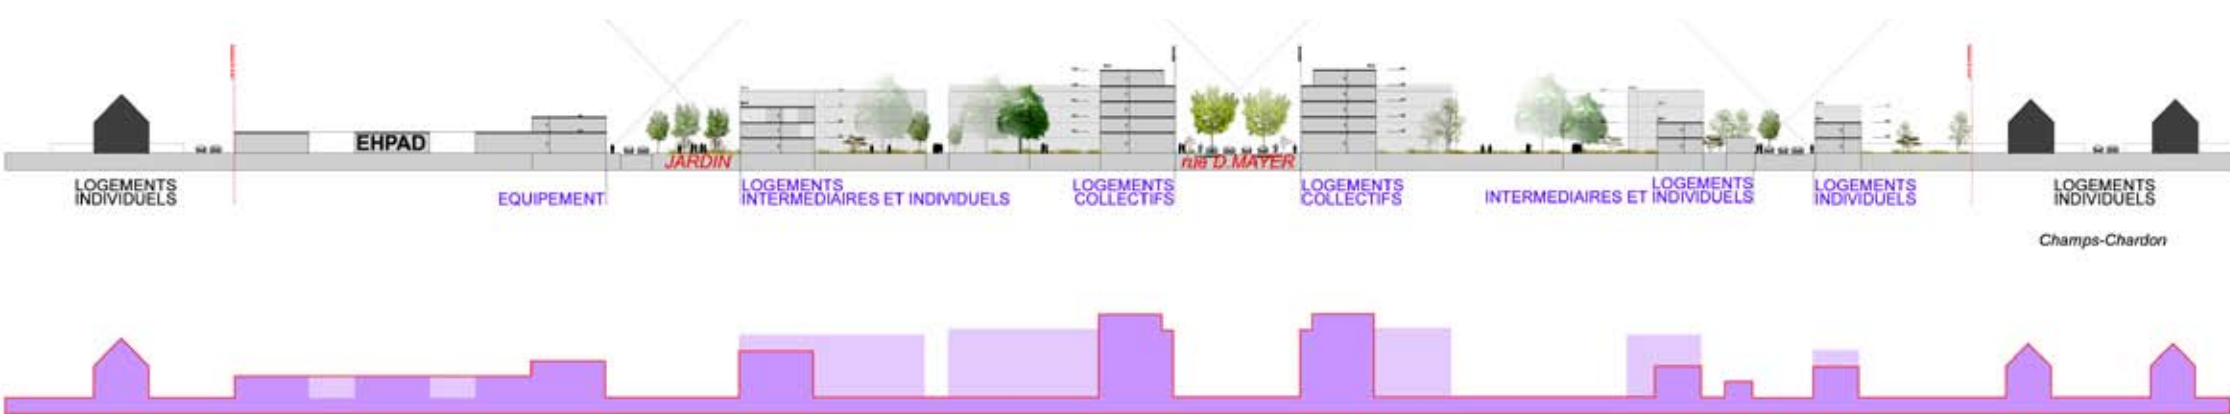 EHPAD
JARDIN
rue D.MAYER
LOGEMENTS
INDIVIDUELS
EQUIPEMENT
LOGEMENTS
INTERMEDIAIRES ET INDIVIDUELS
LOGEMENTS
COLLECTIFS
LOGEMENTS
COLLECTIFS
LOGEMENTS
INTERMEDIAIRES ET INDIVIDUELS
LOGEMENTS
INDIVIDUELS
LOGEMENTS
INDIVIDUELS
Champs-Chardon